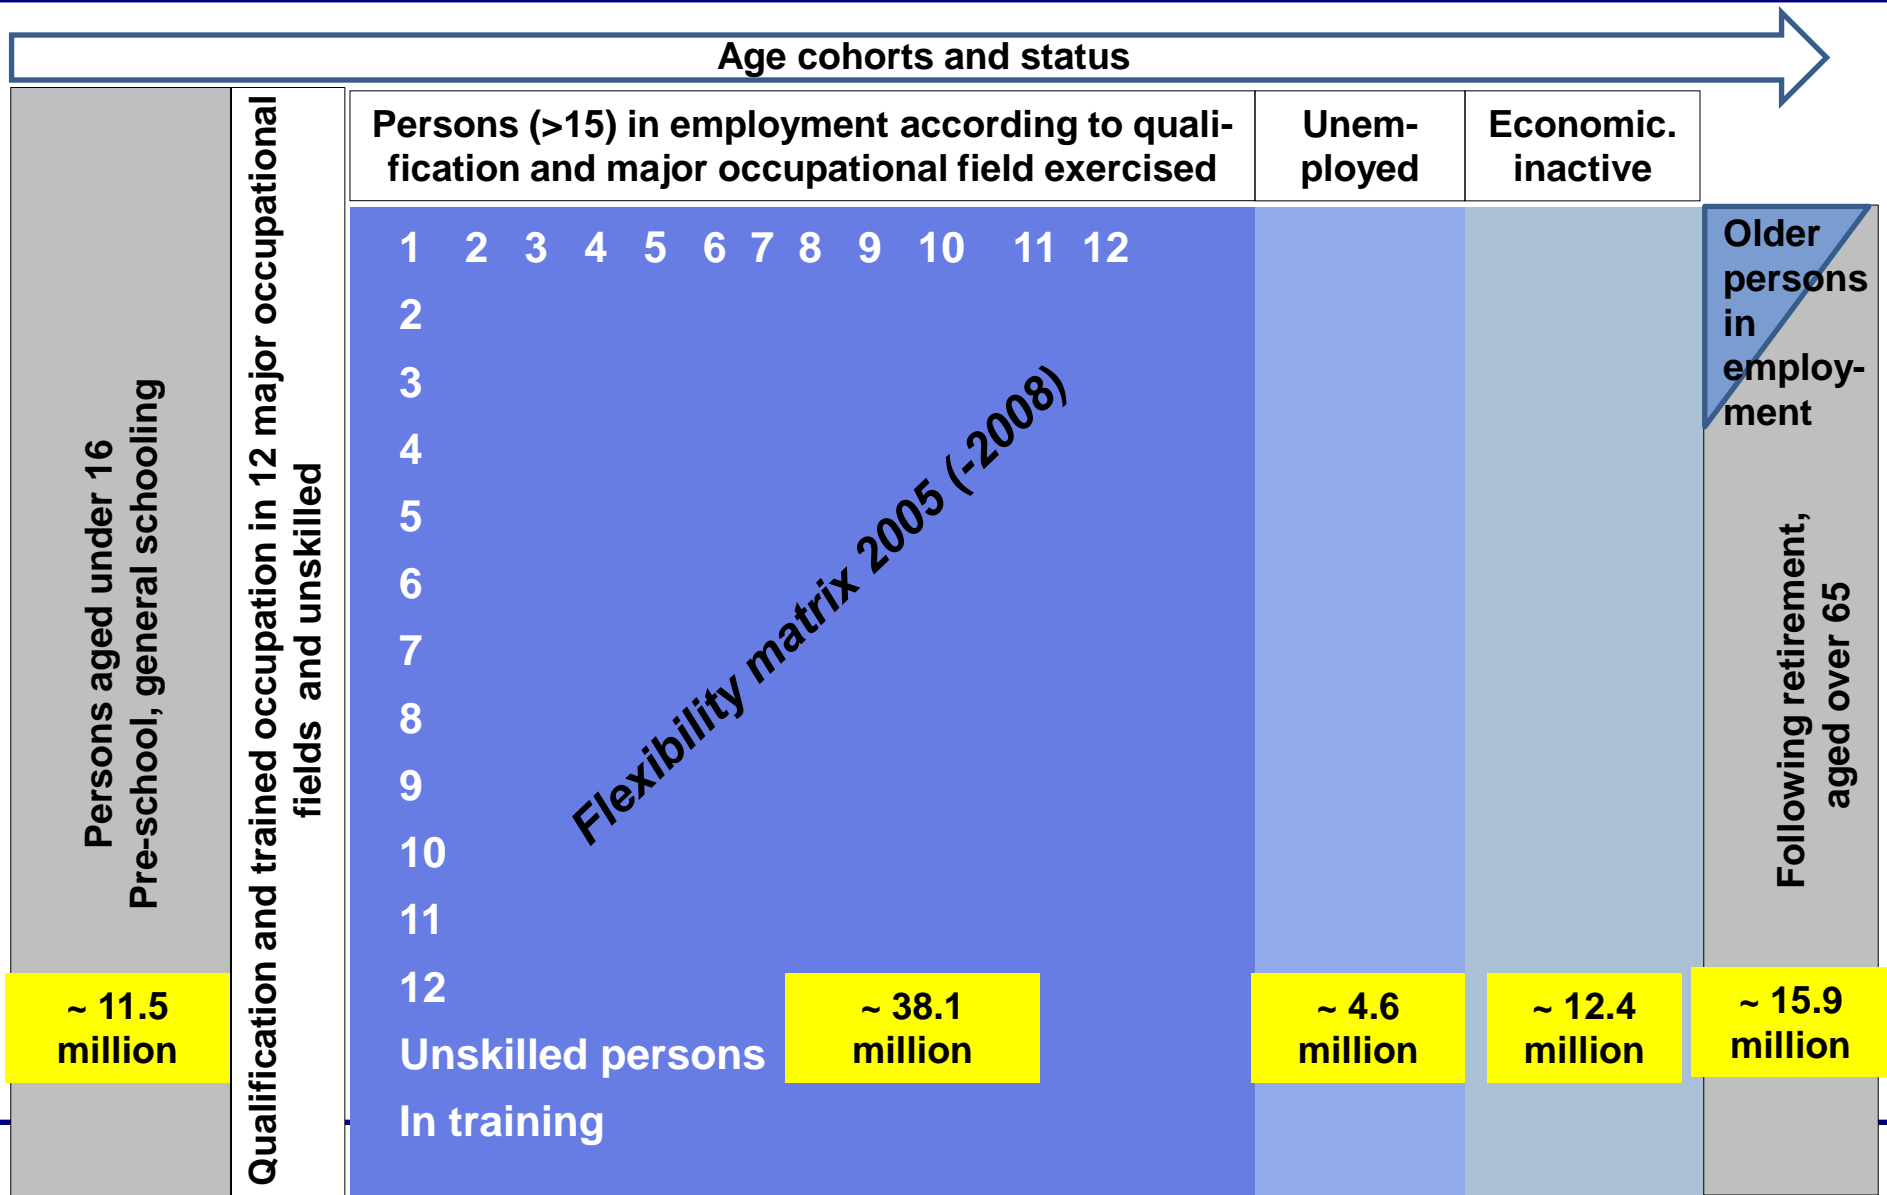 Age cohorts and status
Persons aged under 16
Pre-school, general schooling
~ 11.5
million
Qualification and trained occupation in 12 major occupational
fields and unskilled
Persons (>15) in employment according to quali-
fication and major occupational field exercised
Unem-
ployed
Economic.
inactive
1 2 3 4 5 6 7 8 9 10 11 12
2
3
4
5
6
7
8
9
10
11
12
Unskilled persons
In training
Flexibility matrix 2005 (-2008)
~ 38.1
million
~ 4.6
million
~ 12.4
million
Older
persons
in
employ-
ment
Following retirement,
aged over 65
~ 15.9
million